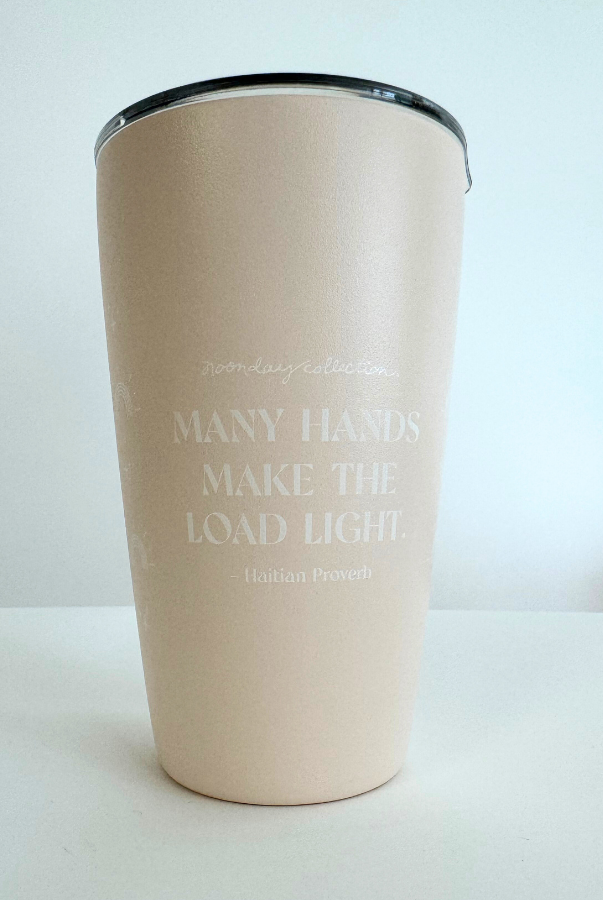 noonday collection
MANY HANDS
MAKE THE
LOAD LIGHT.
- Haitian Proverb